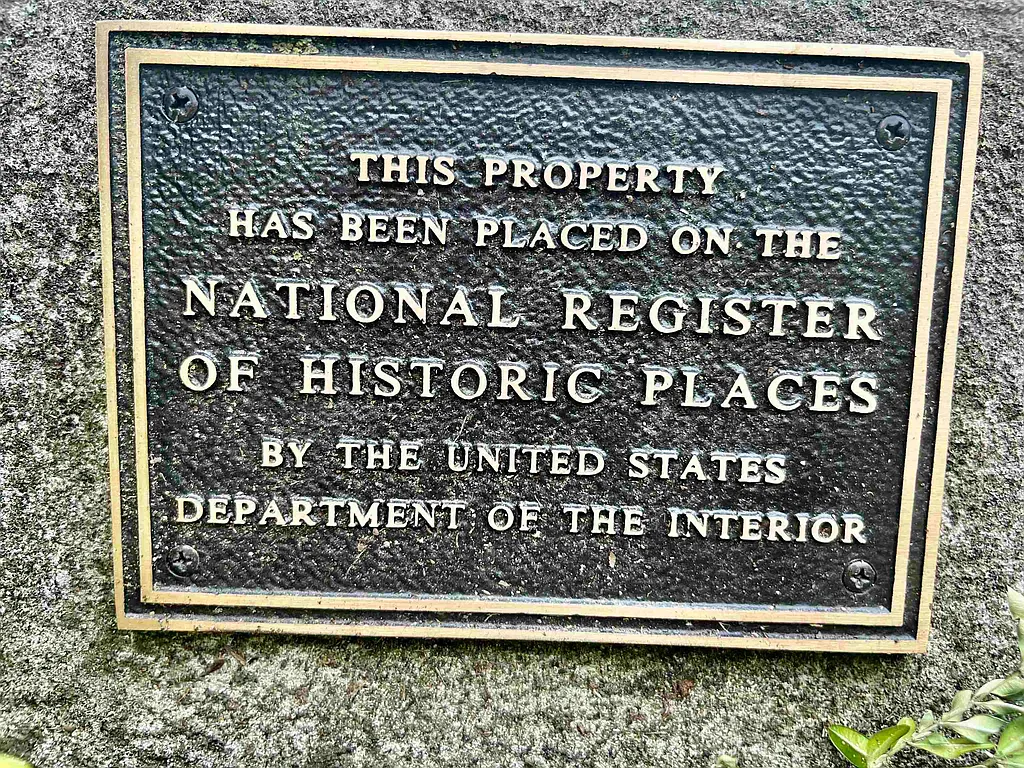 THIS PROPERTY
HAS BEEN PLACED ON THE
NATIONAL REGISTER
OF HISTORIC PLACES
BY THE UNITED STATES
DEPARTMENT OF THE INTERIOR